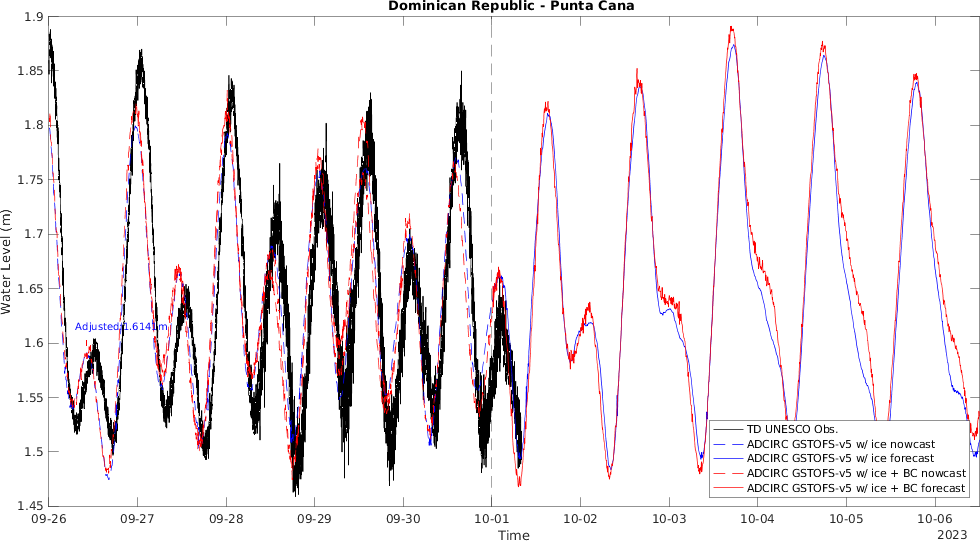 Dominican Republic - Punta Cana
Water Level (m)
1.9
1.85
1.8
1.75
1.7
1.65
1.6
1.55
1.5
1.45
Adjusted:1.6141m
TD UNESCO Obs.
ADCIRC GSTOFS-v5 w/ ice nowcast
ADCIRC GSTOFS-v5 w/ ice forecast
ADCIRC GSTOFS-v5 w/ ice + BC nowcast
ADCIRC GSTOFS-v5 w/ ice + BC forecast
09-26 09-27 09-28 09-29 09-30 10-01 10-02 10-03 10-04 10-05 10-06
Time
2023